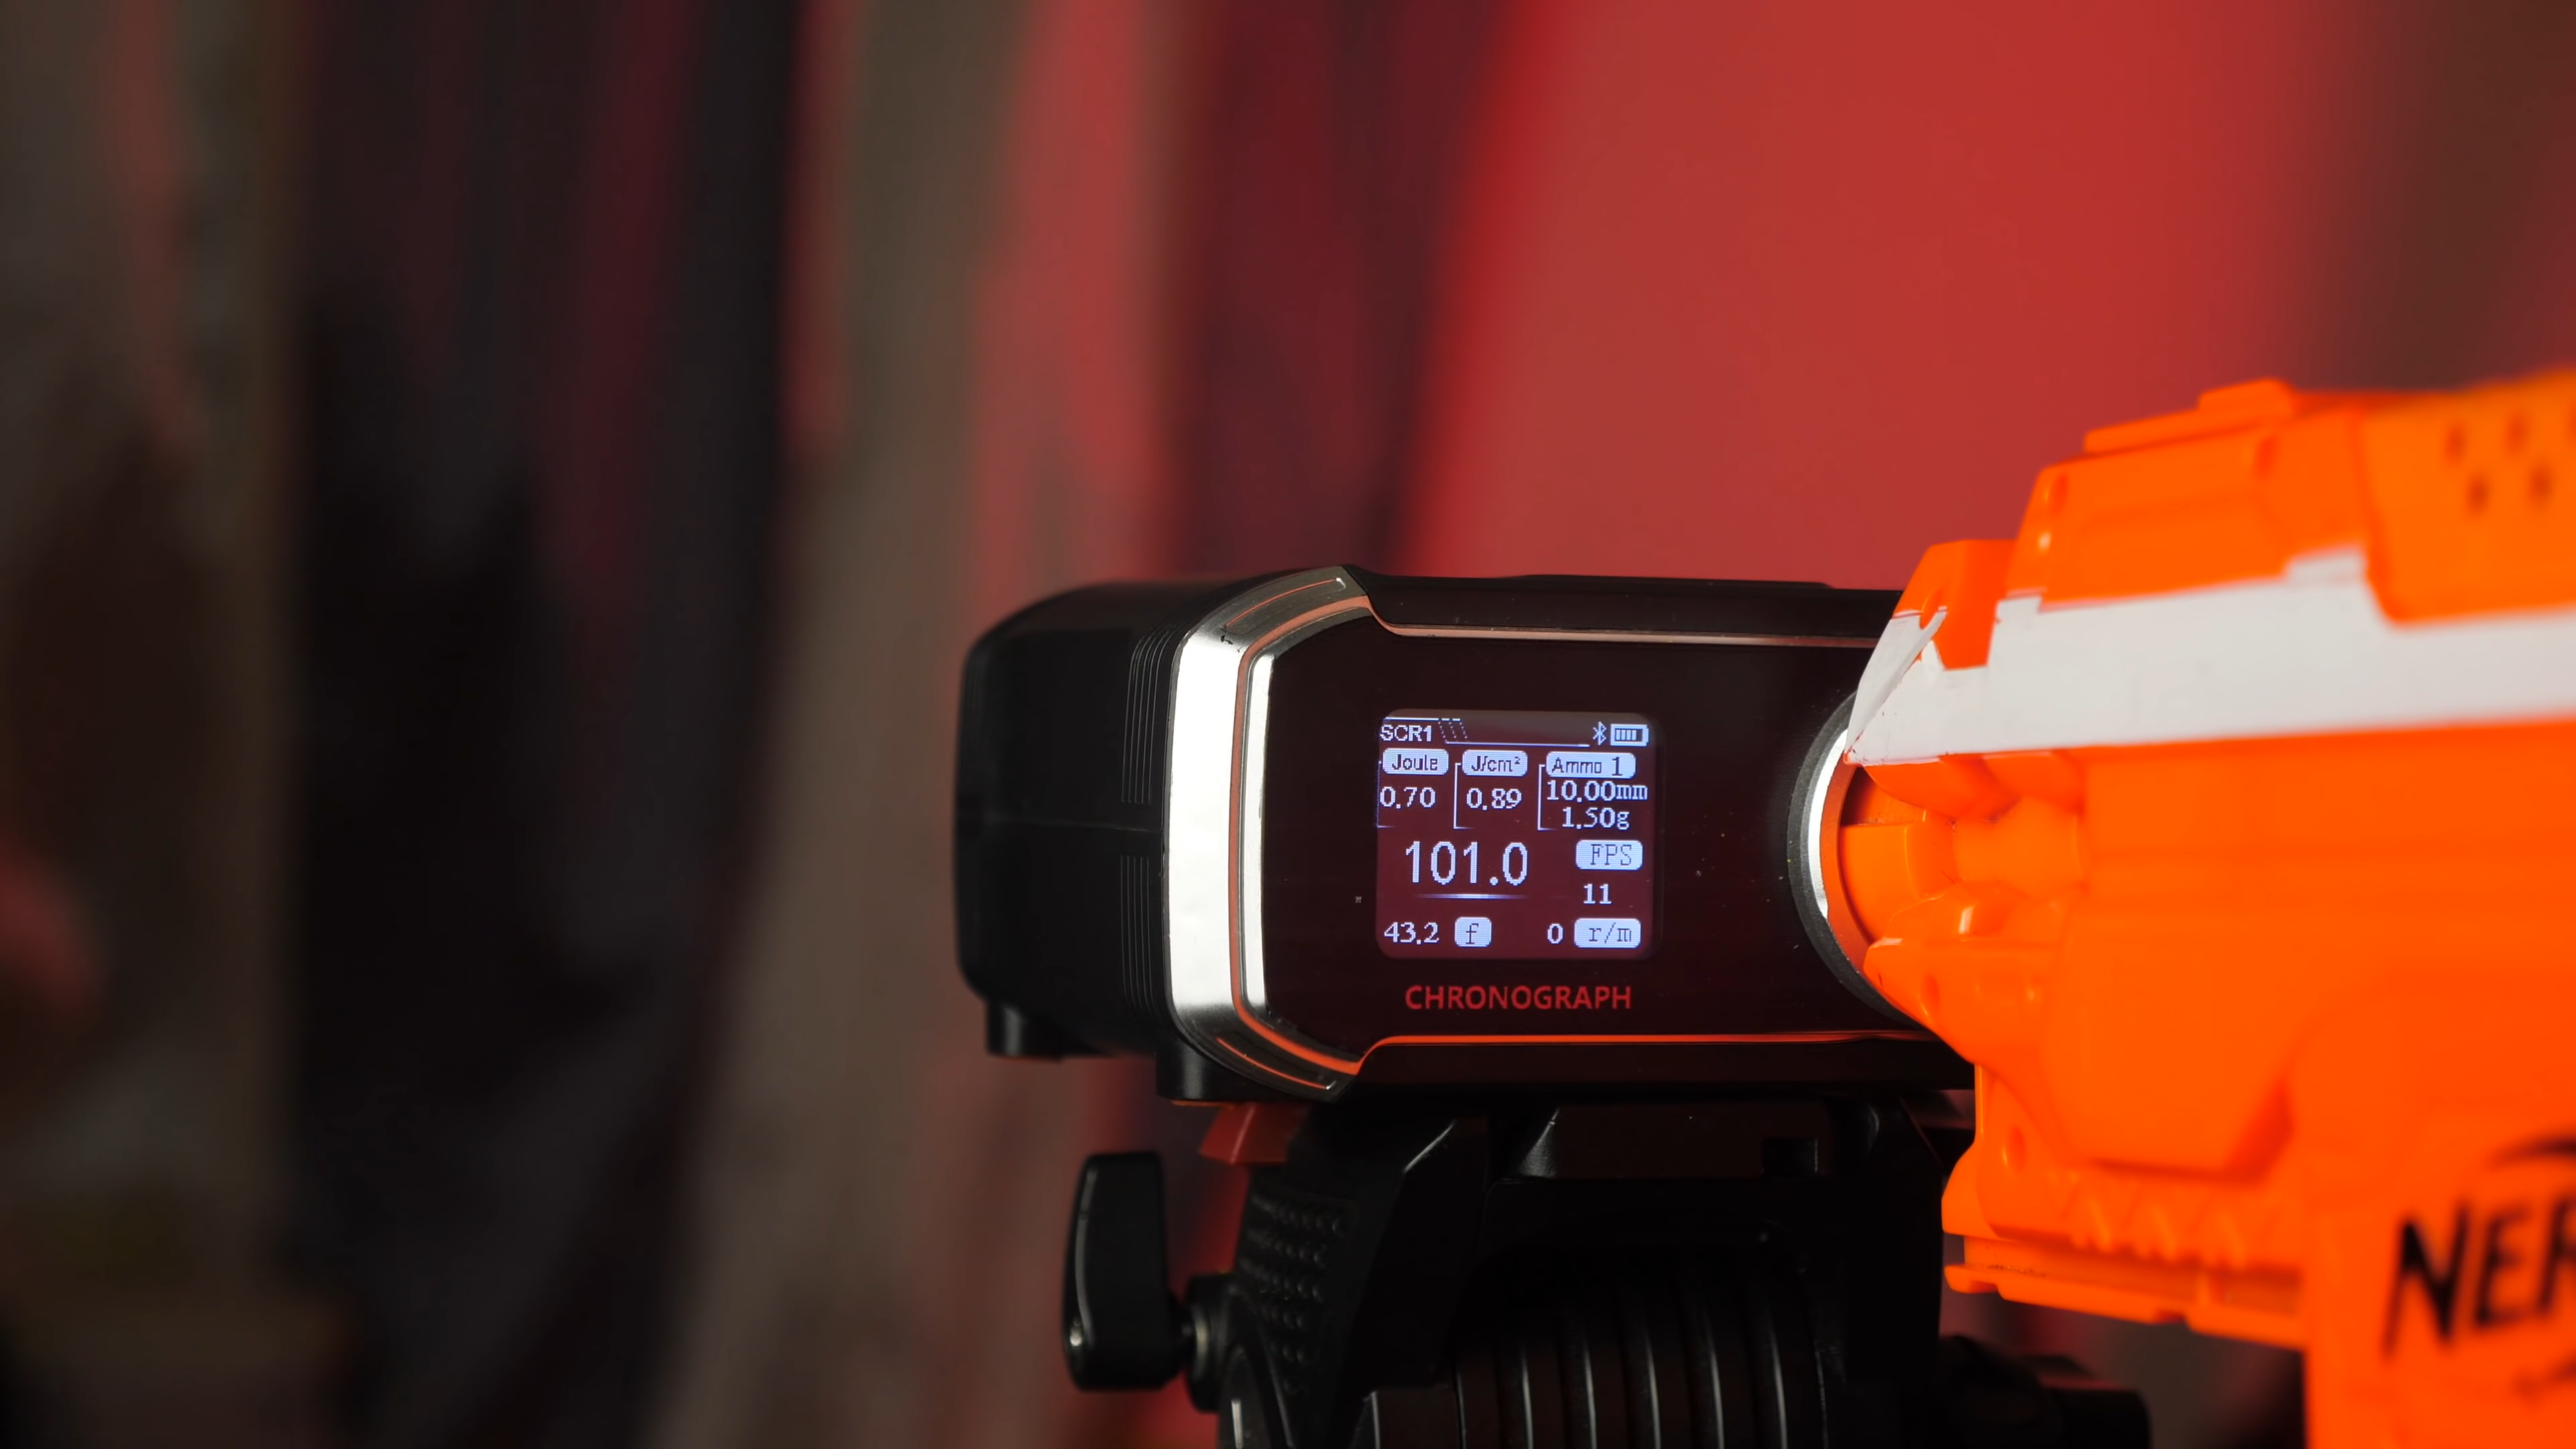 SCR1
Joule J/cm² Ammo 1
0.70 0.89 10.00mm
1.50g
101.0 FPS
11
43.2 f 0 r/m
CHRONOGRAPH
NER